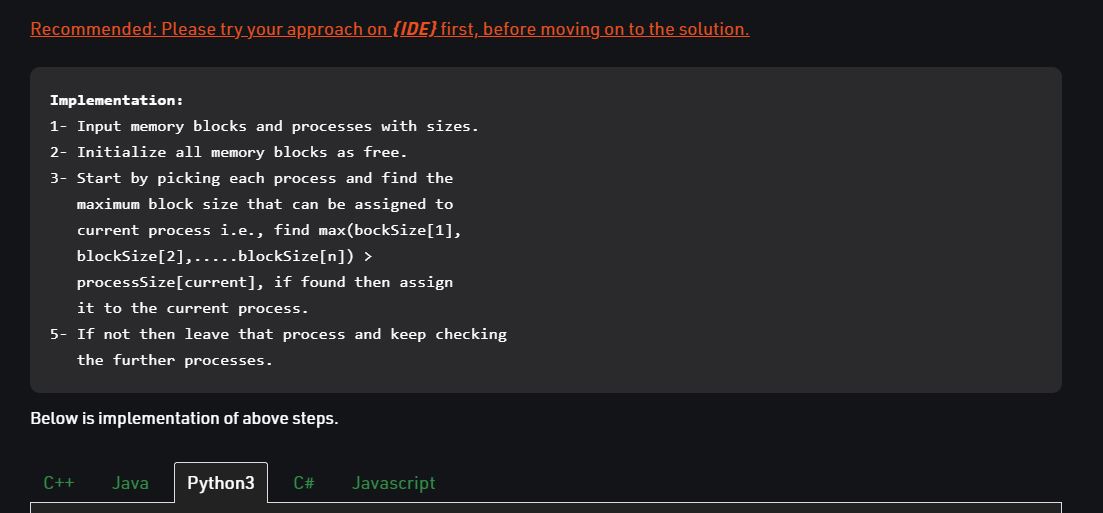 Recommended: Please try your approach on {IDE} first, before moving on to the solution.
Implementation:
1- Input memory blocks and processes with sizes.
2- Initialize all memory blocks as free.
3- Start by picking each process and find the
maximum block size that can be assigned to
current process i.e., find max(bockSize[1],
blockSize[2],.....blockSize[n]) >
processSize[current], if found then assign
it to the current process.
5- If not then leave that process and keep checking
the further processes.
Below is implementation of above steps.
C++ Java Python3 C# Javascript